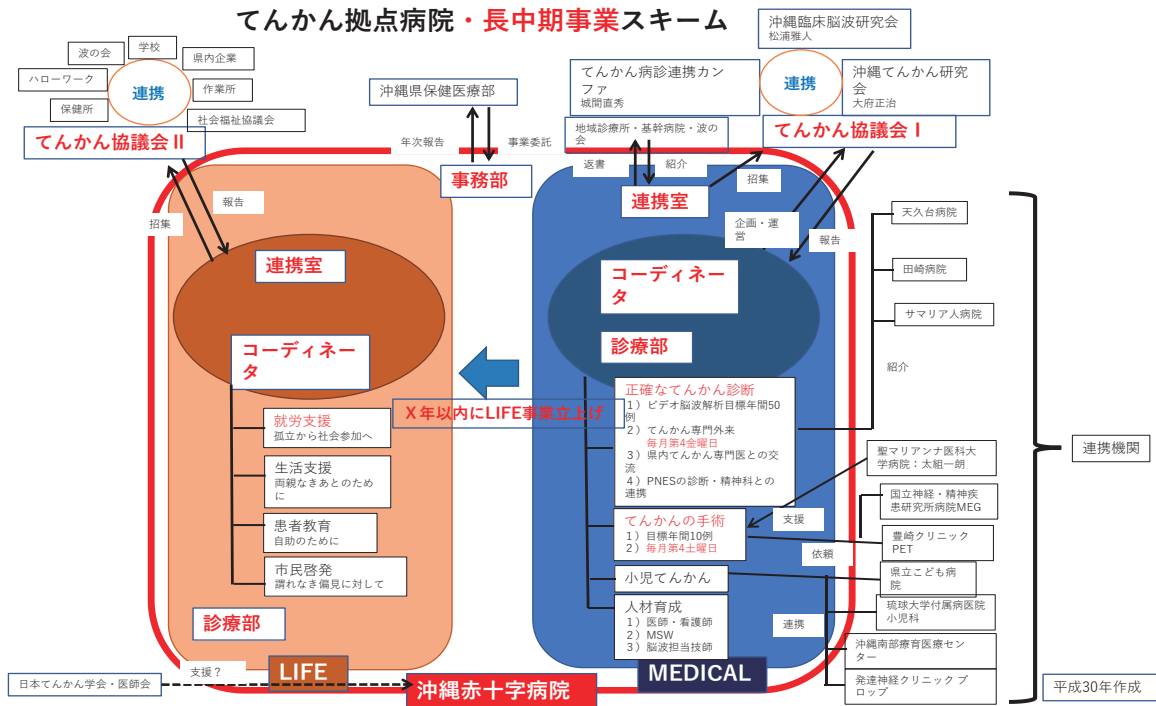 てんかん拠点病院・長中期事業スキーム
波の会
学校
県内企業
ハローワーク
連携
作業所
保健所
社会福祉協議会
てんかん協議会Ⅱ
沖縄県保健医療部
年次報告
事業委託
事務部
沖縄臨床脳波研究会
松浦雅人
てんかん病診連携カン
ファ
城間直秀
連携
沖縄てんかん研究
会
大府正治
地域診療所・基幹病院・波の
会
てんかん協議会Ⅰ
返書
紹介
連携室
招集
企画・運
営
報告
報告
招集
連携室
コーディネー
タ
就労支援
孤立から社会参加へ
生活支援
両親なきあとのため
に
患者教育
自助のために
市民啓発
謂れなき偏見に対して
診療部
LIFE
X年以内にLIFE事業立上げ
コーディネー
タ
診療部
正確なてんかん診断
1）ビデオ脳波解析目標年間50
例
2）てんかん専門外来
毎月第4金曜日
3）県内てんかん専門医との交
流
4）PNESの診断・精神科との
連携
てんかんの手術
1）目標年間10例
2）毎月第4土曜日
小児てんかん
人材育成
1）医師・看護師
2）MSW
3）脳波担当技師
MEDICAL
天久台病院
田崎病院
サマリア人病院
紹介
聖マリアンナ医科大
学病院：太組一朗
支援
国立神経・精神疾
患研究所病院MEG
豊崎クリニック
PET
依頼
県立こども病
院
琉球大学付属病医院
小児科
連携
沖縄南部療育医療セン
ター
発達神経クリニック プ
ロップ
連携機関
支援？
日本てんかん学会・医師会
沖縄赤十字病院
平成30年作成